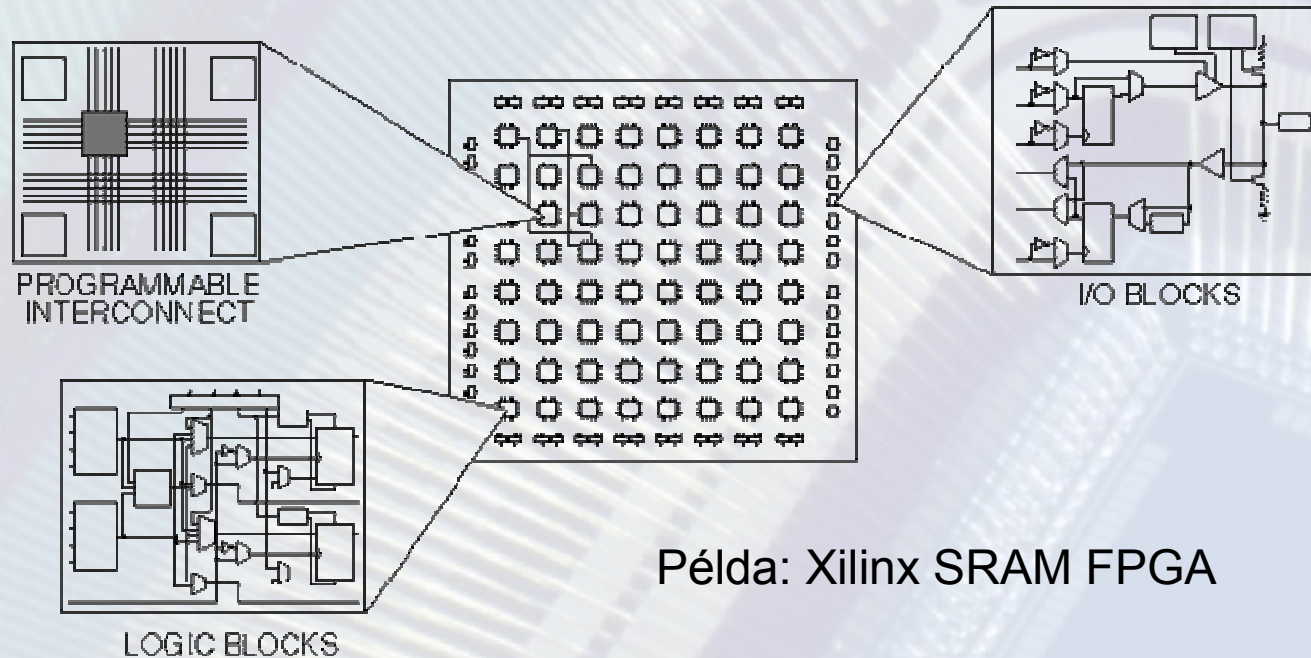 PROGRAMMABLE
INTERCONNECT
I/O BLOCKS
LOGIC BLOCKS
Példa: Xilinx SRAM FPGA